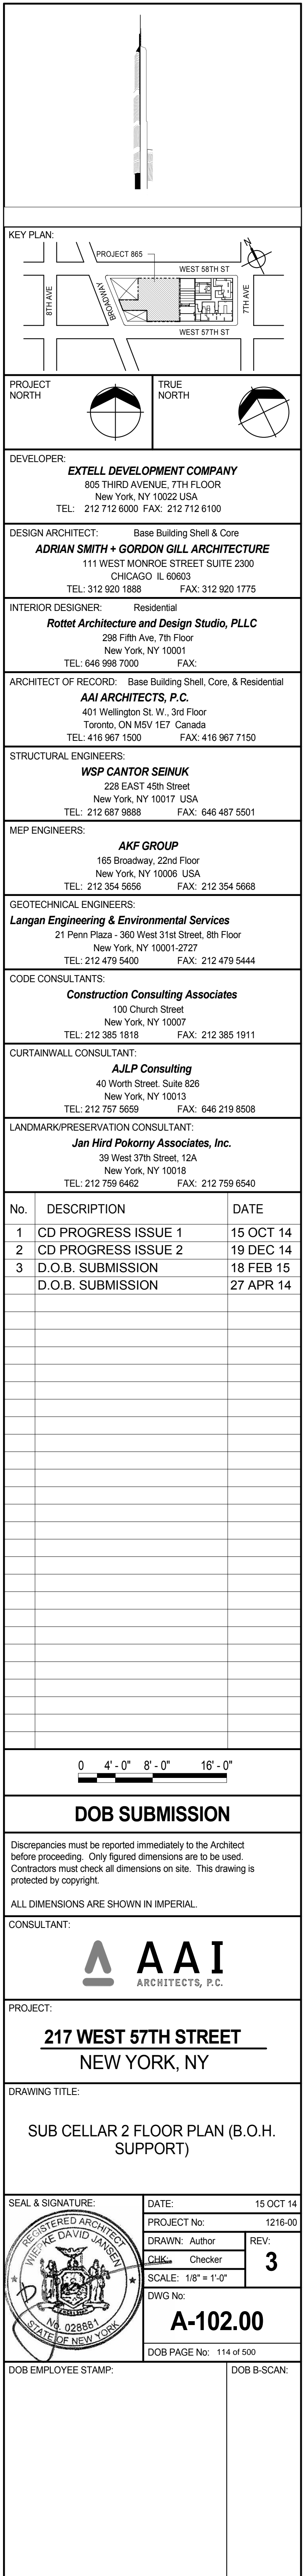 KEY PLAN:
N
PROJECT 865
WEST 58TH ST
8TH AVE
BROADWAY
7TH AVE
WEST 57TH ST
PROJECT NORTH
TRUE NORTH
DEVELOPER:
EXTELL DEVELOPMENT COMPANY
805 THIRD AVENUE, 7TH FLOOR
New York, NY 10022 USA
TEL: 212 712 6000 FAX: 212 712 6100
DESIGN ARCHITECT: Base Building Shell & Core
ADRIAN SMITH + GORDON GILL ARCHITECTURE
111 WEST MONROE STREET SUITE 2300
CHICAGO IL 60603
TEL: 312 920 1888 FAX: 312 920 1775
INTERIOR DESIGNER: Residential
Rottet Architecture and Design Studio, PLLC
298 Fifth Ave, 7th Floor
New York, NY 10001
TEL: 646 998 7000 FAX:
ARCHITECT OF RECORD: Base Building Shell, Core, & Residential
AAI ARCHITECTS, P.C.
401 Wellington St. W., 3rd Floor
Toronto, ON M5V 1E7 Canada
TEL: 416 967 1500 FAX: 416 967 7150
STRUCTURAL ENGINEERS:
WSP CANTOR SEINUK
228 EAST 45th Street
New York, NY 10017 USA
TEL: 212 687 9888 FAX: 646 487 5501
MEP ENGINEERS:
AKF GROUP
165 Broadway, 22nd Floor
New York, NY 10006 USA
TEL: 212 354 5656 FAX: 212 354 5668
GEOTECHNICAL ENGINEERS:
Langan Engineering & Environmental Services
21 Penn Plaza - 360 West 31st Street, 8th Floor
New York, NY 10001-2727
TEL: 212 479 5400 FAX: 212 479 5444
CODE CONSULTANTS:
Construction Consulting Associates
100 Church Street
New York, NY 10007
TEL: 212 385 1818 FAX: 212 385 1911
CURTAINWALL CONSULTANT:
AJLP Consulting
40 Worth Street. Suite 826
New York, NY 10013
TEL: 212 757 5659 FAX: 646 219 8508
LANDMARK/PRESERVATION CONSULTANT:
Jan Hird Pokorny Associates, Inc.
39 West 37th Street, 12A
New York, NY 10018
TEL: 212 759 6462 FAX: 212 759 6540
No. DESCRIPTION DATE
1 CD PROGRESS ISSUE 1 15 OCT 14
2 CD PROGRESS ISSUE 2 19 DEC 14
3 D.O.B. SUBMISSION 18 FEB 15
D.O.B. SUBMISSION 27 APR 14
0 4' - 0" 8' - 0" 16' - 0"
DOB SUBMISSION
Discrepancies must be reported immediately to the Architect
before proceeding. Only figured dimensions are to be used.
Contractors must check all dimensions on site. This drawing is
protected by copyright.
ALL DIMENSIONS ARE SHOWN IN IMPERIAL.
CONSULTANT:
AAI
ARCHITECTS, P.C.
PROJECT:
217 WEST 57TH STREET
NEW YORK, NY
DRAWING TITLE:
SUB CELLAR 2 FLOOR PLAN (B.O.H.
SUPPORT)
SEAL & SIGNATURE:
REGISTERED ARCHITECT
WIEFKE DAVID JANSEN
No. 028881
STATE OF NEW YORK
DATE: 15 OCT 14
PROJECT No: 1216-00
DRAWN: Author
CHK: Checker
SCALE: 1/8" = 1'-0"
REV:
3
DWG No:
A-102.00
DOB PAGE No: 114 of 500
DOB EMPLOYEE STAMP:
DOB B-SCAN: